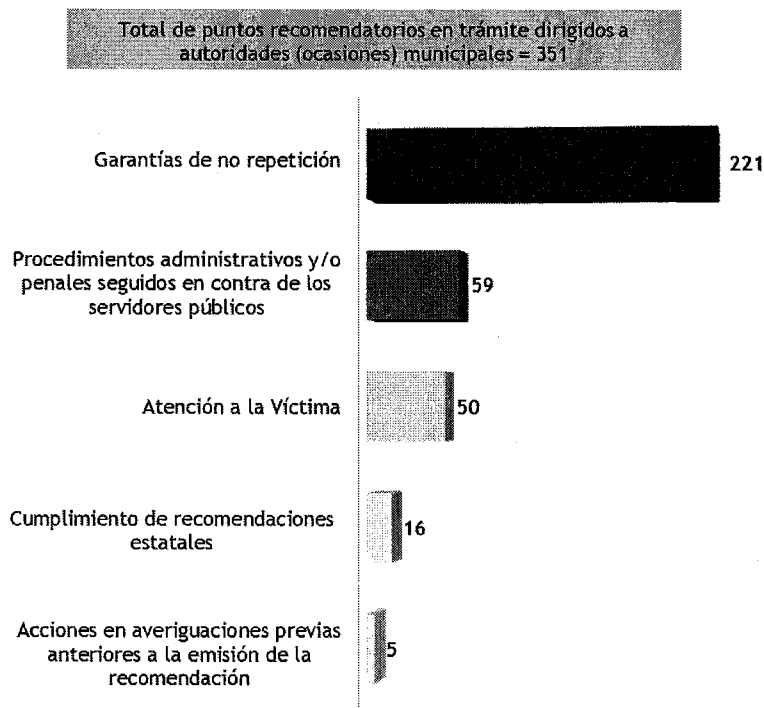 Total de puntos recomendatorios en trámite dirigidos a
autoridades (ocasiones) municipales = 351
Garantías de no repetición
221
Procedimientos administrativos y/o
penales seguidos en contra de los
servidores públicos
59
Atención a la Víctima
50
Cumplimiento de recomendaciones
estatales
16
Acciones en averiguaciones previas
anteriores a la emisión de la
recomendación
5